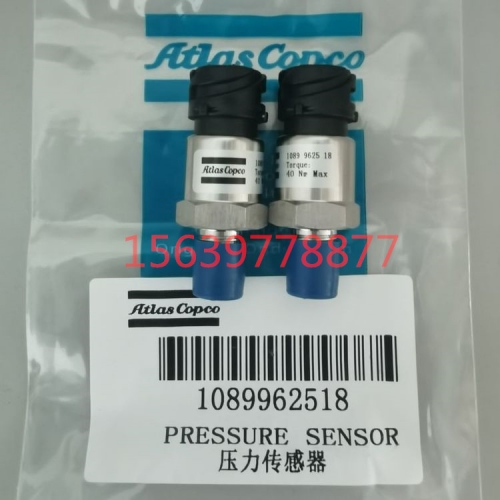 Atlas Copco
1089 9625 18
Torque:
40 Nm Max
Atlas Copco
15639778877
Atlas Copco
1089962518
PRESSURE SENSOR
压力传感器